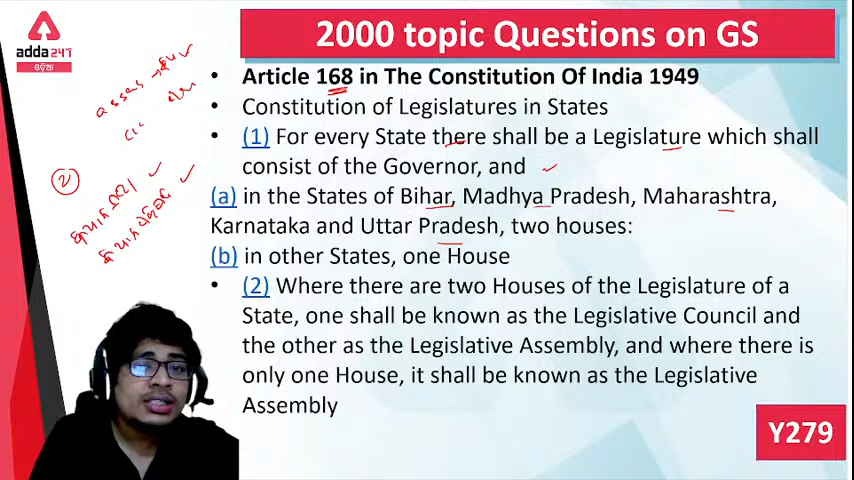 adda247
ଓଡ଼ିଆ
2000 topic Questions on GS
• Article 168 in The Constitution Of India 1949
• Constitution of Legislatures in States
• (1) For every State there shall be a Legislature which shall
consist of the Governor, and
(a) in the States of Bihar, Madhya Pradesh, Maharashtra,
Karnataka and Uttar Pradesh, two houses:
(b) in other States, one House
• (2) Where there are two Houses of the Legislature of a
State, one shall be known as the Legislative Council and
the other as the Legislative Assembly, and where there is
only one House, it shall be known as the Legislative
Assembly
Y279